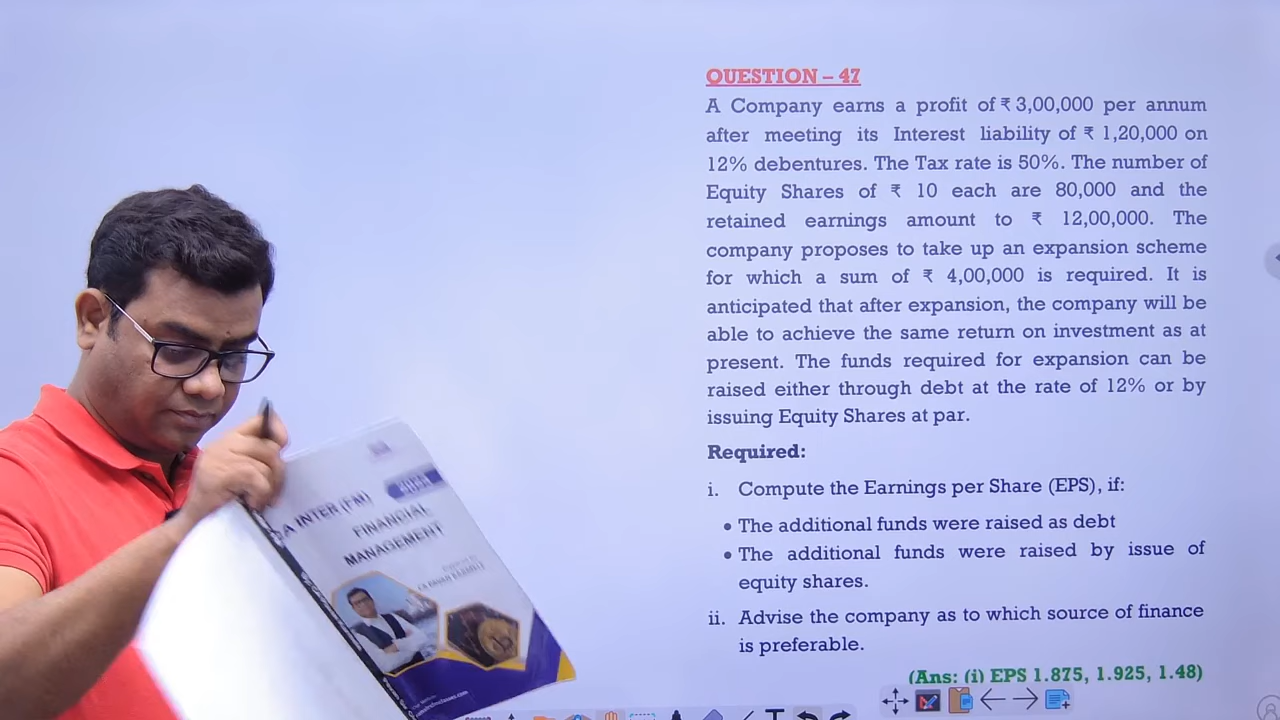 QUESTION – 47
A Company earns a profit of ₹ 3,00,000 per annum
after meeting its Interest liability of ₹ 1,20,000 on
12% debentures. The Tax rate is 50%. The number of
Equity Shares of ₹ 10 each are 80,000 and the
retained earnings amount to ₹ 12,00,000. The
company proposes to take up an expansion scheme
for which a sum of ₹ 4,00,000 is required. It is
anticipated that after expansion, the company will be
able to achieve the same return on investment as at
present. The funds required for expansion can be
raised either through debt at the rate of 12% or by
issuing Equity Shares at par.
Required:
i. Compute the Earnings per Share (EPS), if:
• The additional funds were raised as debt
• The additional funds were raised by issue of
equity shares.
ii. Advise the company as to which source of finance
is preferable.
(Ans: (i) EPS 1.875, 1.925, 1.48)
INTER
FINANCIAL
MANAGEMENT